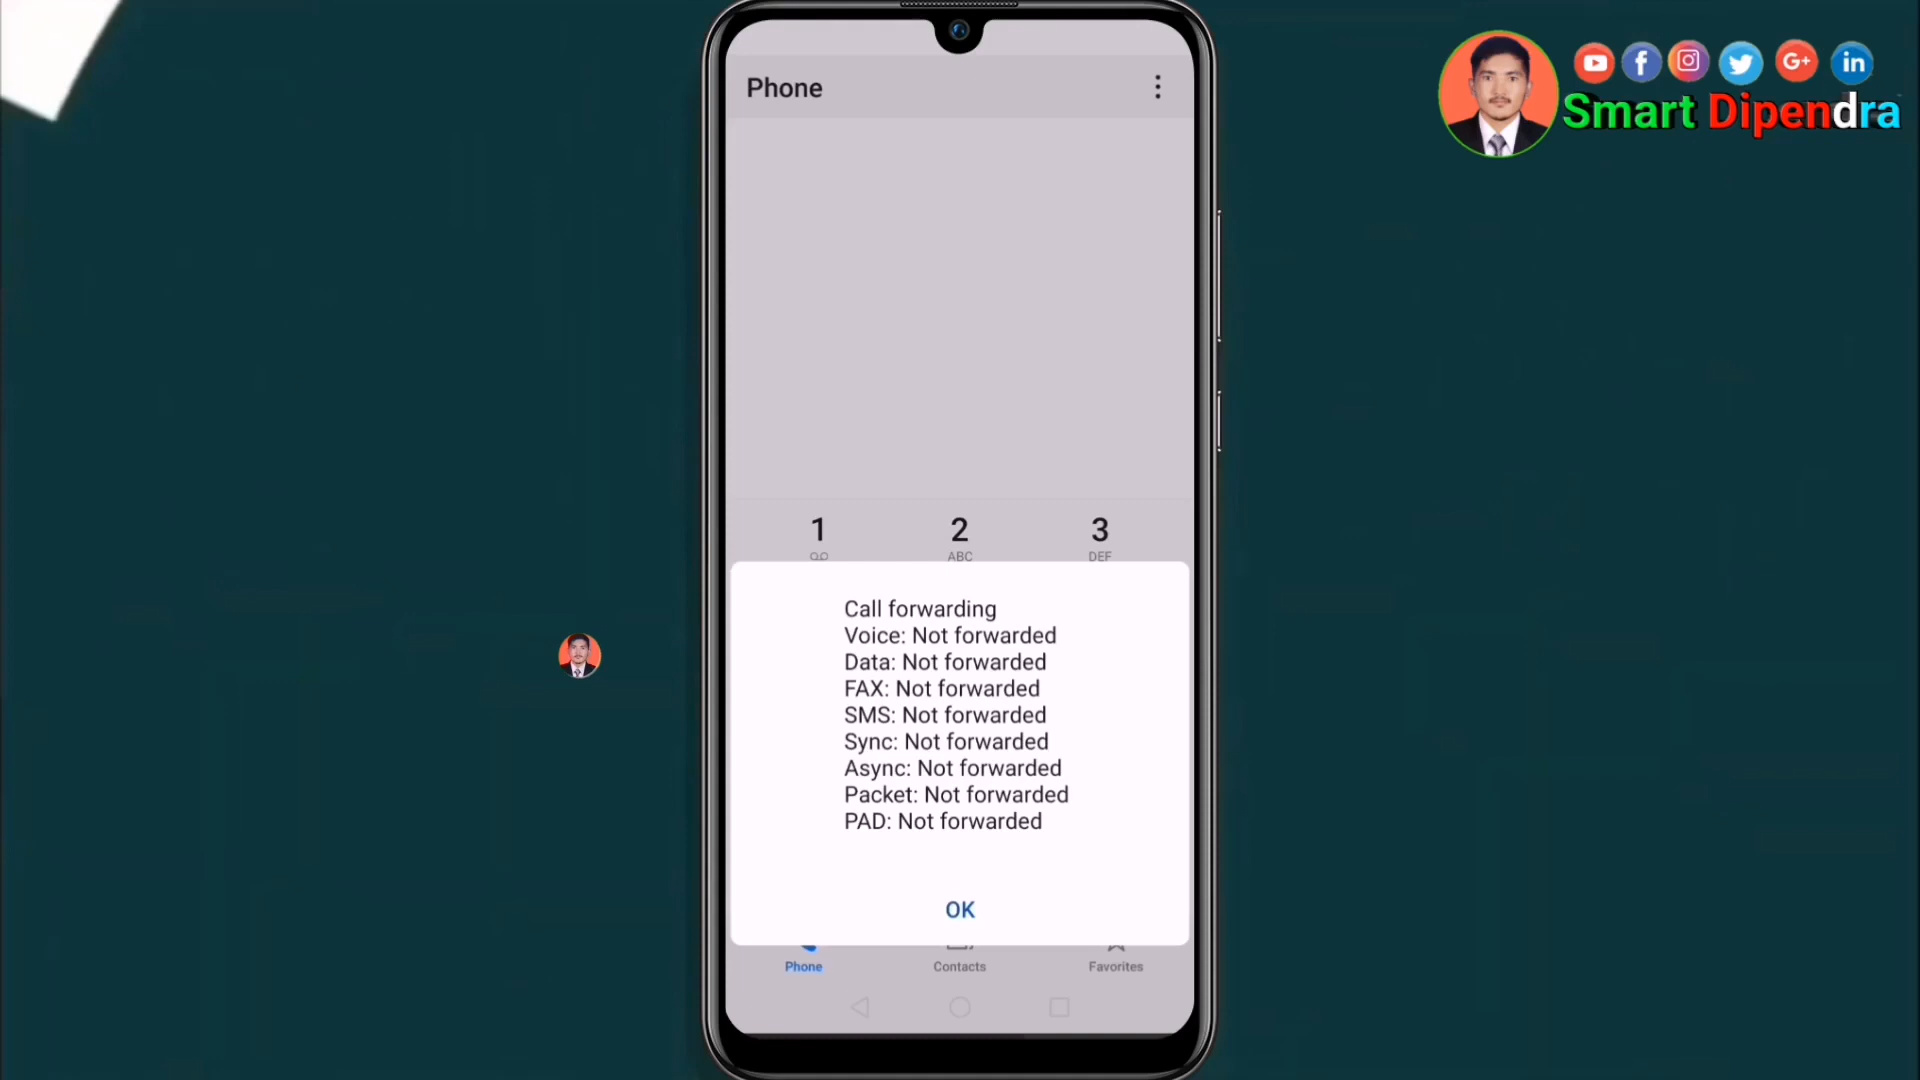 Phone
Smart Dipendra
1
2
ABC
3
DEF
Call forwarding
Voice: Not forwarded
Data: Not forwarded
FAX: Not forwarded
SMS: Not forwarded
Sync: Not forwarded
Async: Not forwarded
Packet: Not forwarded
PAD: Not forwarded
OK
Phone
Contacts
Favorites